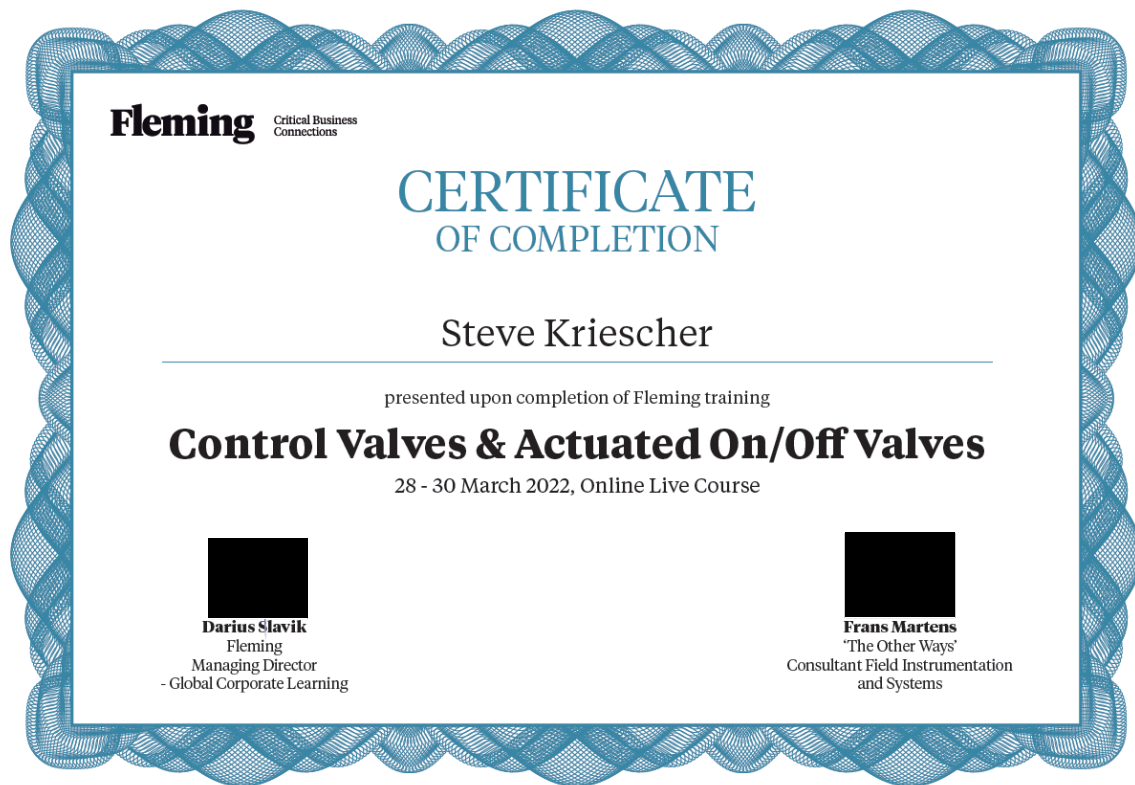 Fleming
Critical Business
Connections
CERTIFICATE
OF COMPLETION
Steve Kriescher
presented upon completion of Fleming training
Control Valves & Actuated On/Off Valves
28 - 30 March 2022, Online Live Course
Darius Slavik
Fleming
Managing Director
- Global Corporate Learning
Frans Martens
‘The Other Ways’
Consultant Field Instrumentation
and Systems